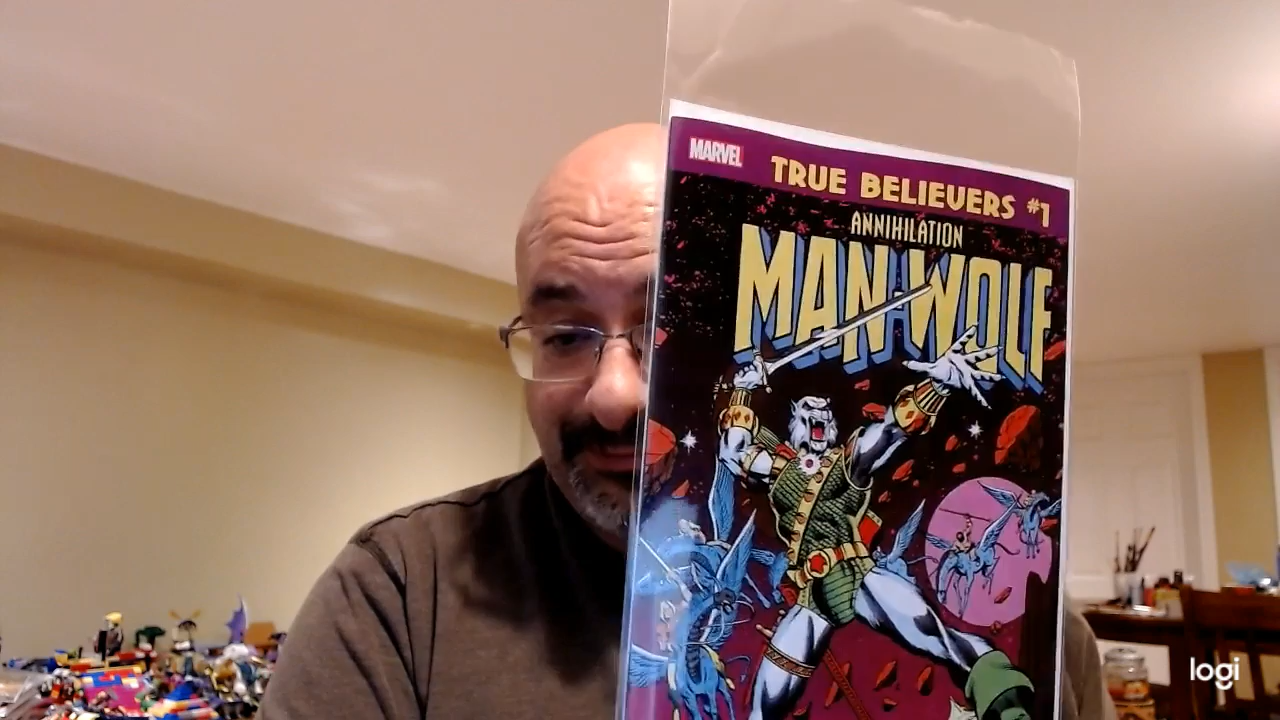 MARVEL
TRUE BELIEVERS #1
ANNIHILATION
MAN-WOLF
logi